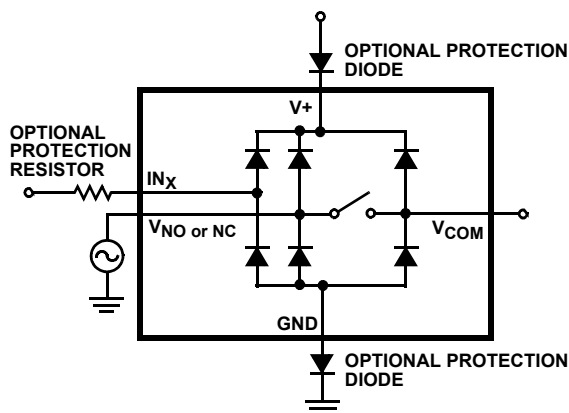 OPTIONAL PROTECTION
DIODE
V+
OPTIONAL
PROTECTION
RESISTOR
INX
VNO or NC
VCOM
GND
OPTIONAL PROTECTION
DIODE